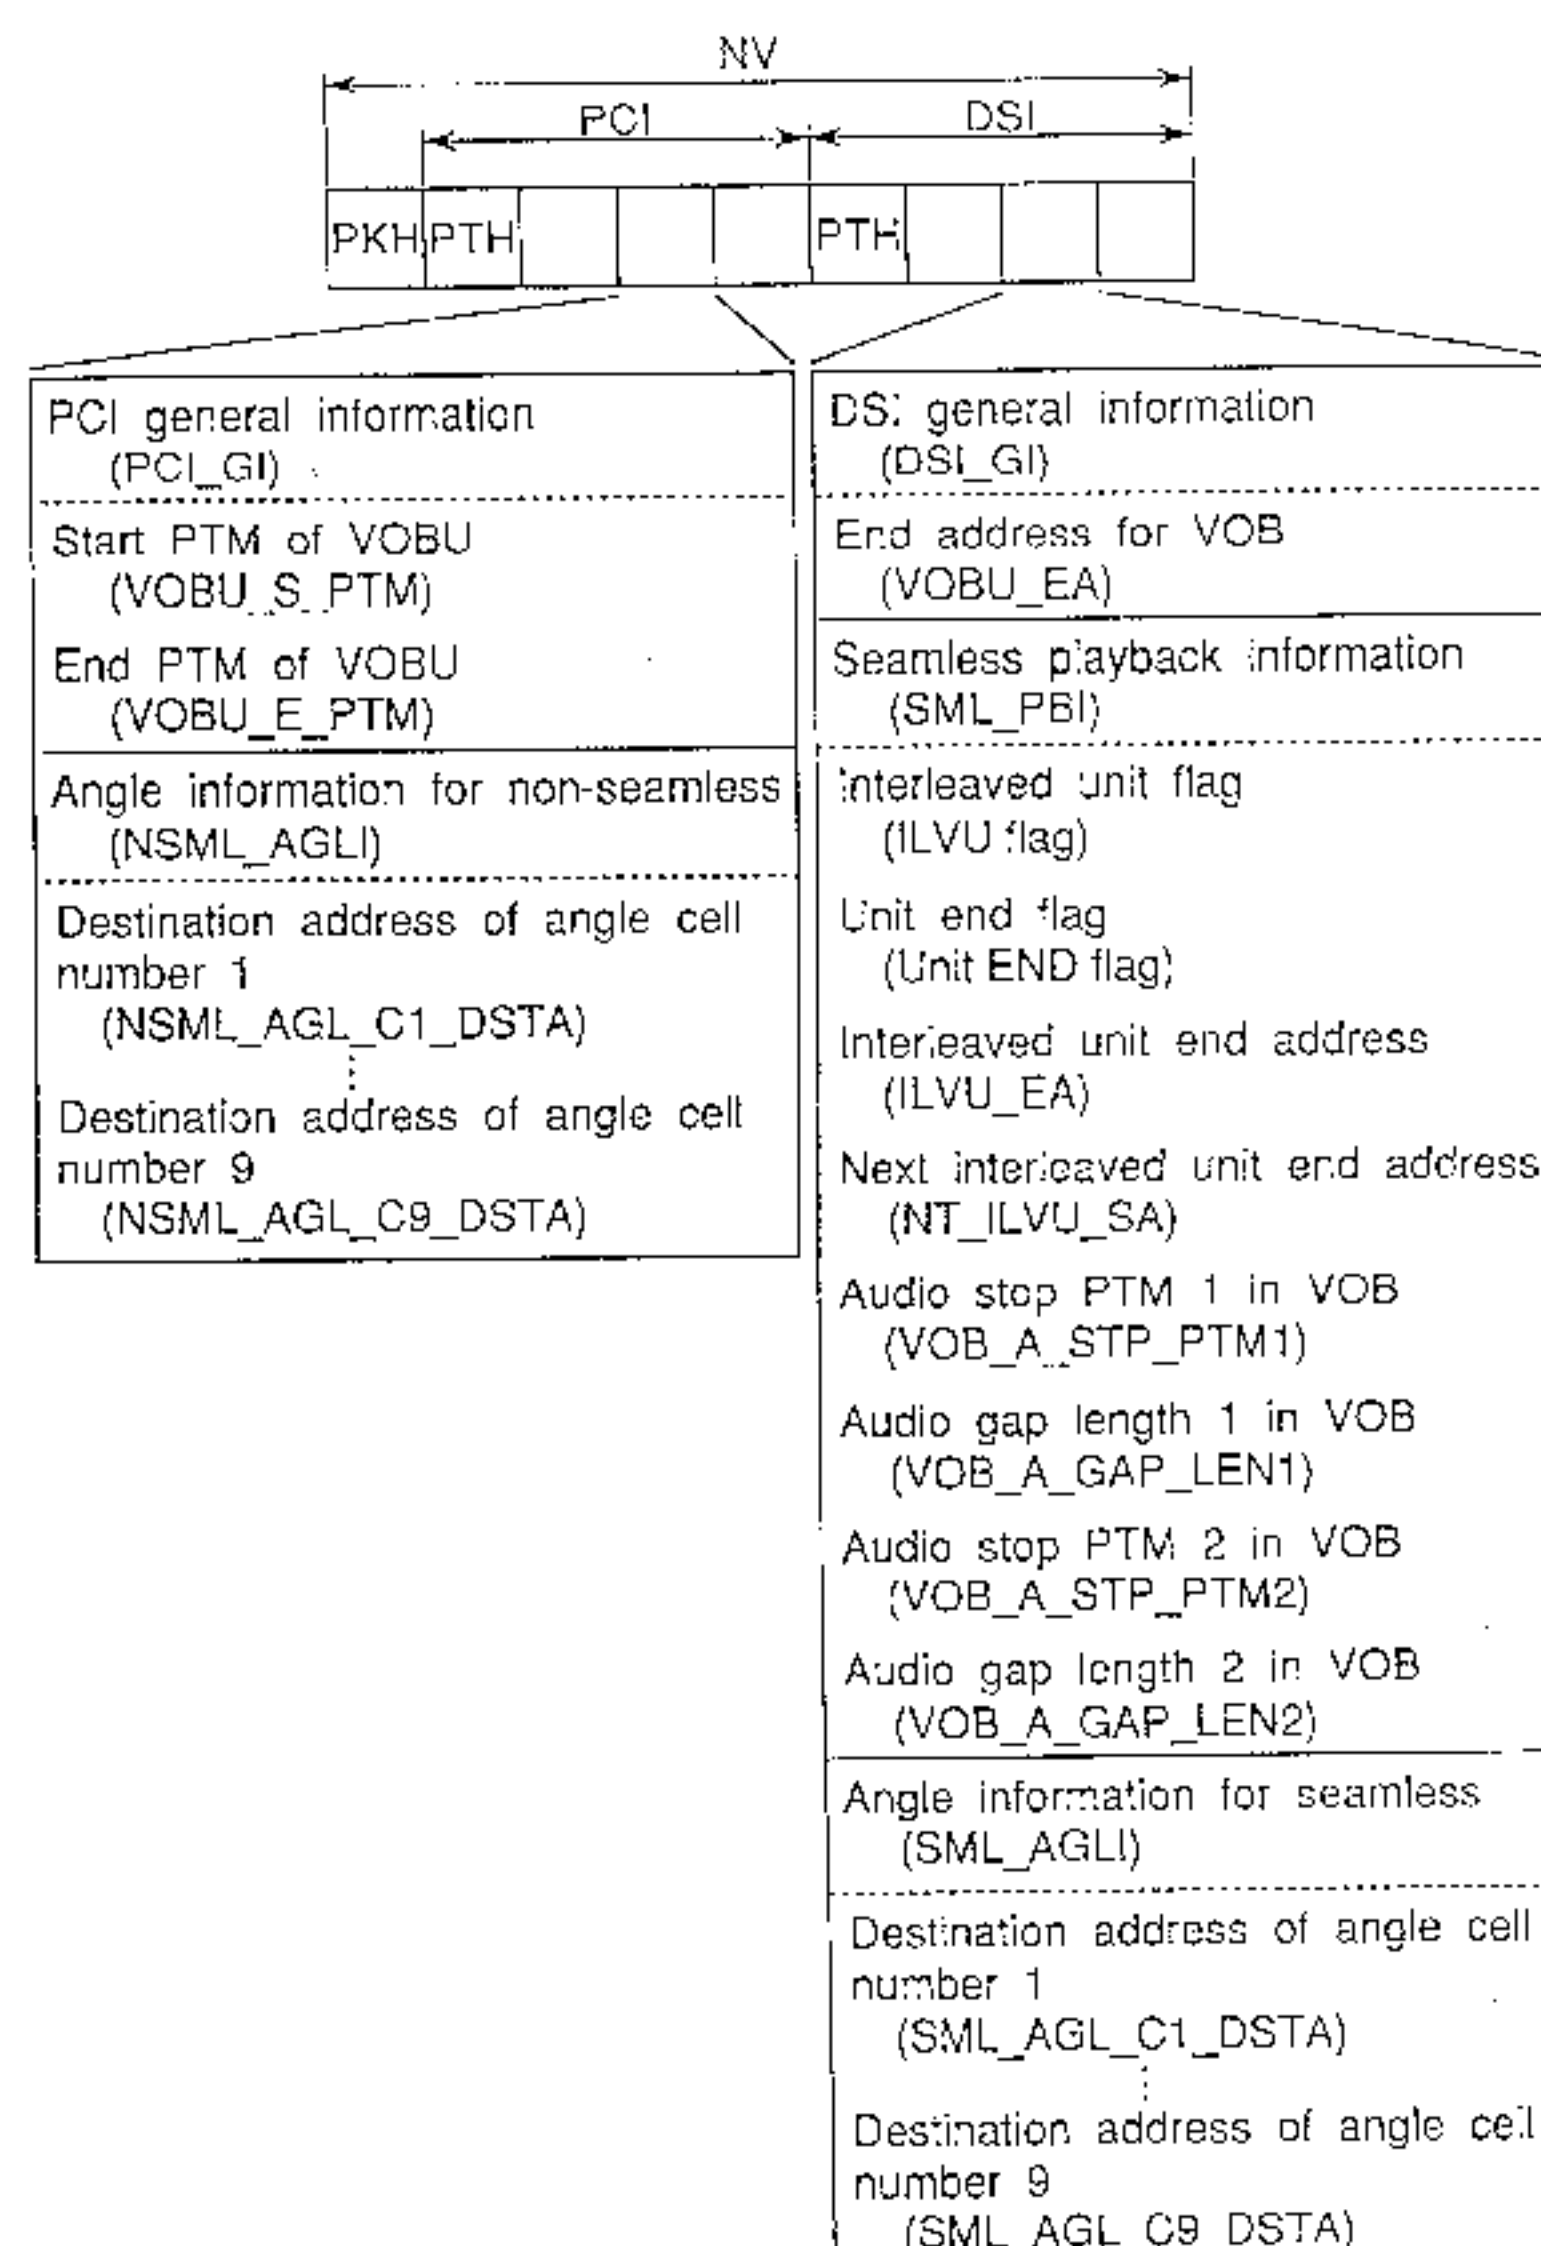 NV
PCI
DSI
PKH
PTH
PTH
PCI general information
(PCI_GI)
Start PTM of VOBU
(VOBU_S_PTM)
End PTM of VOBU
(VOBU_E_PTM)
Angle information for non-seamless
(NSML_AGLI)
Destination address of angle cell
number 1
(NSML_AGL_C1_DSTA)
Destination address of angle cell
number 9
(NSML_AGL_C9_DSTA)
DSI general information
(DSI_GI)
End address for VOB
(VOBU_EA)
Seamless playback information
(SML_PBI)
Interleaved unit flag
(ILVU flag)
Unit end flag
(Unit END flag)
Interleaved unit end address
(ILVU_EA)
Next interleaved unit end address
(NT_ILVU_SA)
Audio stop PTM 1 in VOB
(VOB_A_STP_PTM1)
Audio gap length 1 in VOB
(VOB_A_GAP_LEN1)
Audio stop PTM 2 in VOB
(VOB_A_STP_PTM2)
Audio gap length 2 in VOB
(VOB_A_GAP_LEN2)
Angle information for seamless
(SML_AGLI)
Destination address of angle cell
number 1
(SML_AGL_C1_DSTA)
Destination address of angle cell
number 9
(SML_AGL_C9_DSTA)